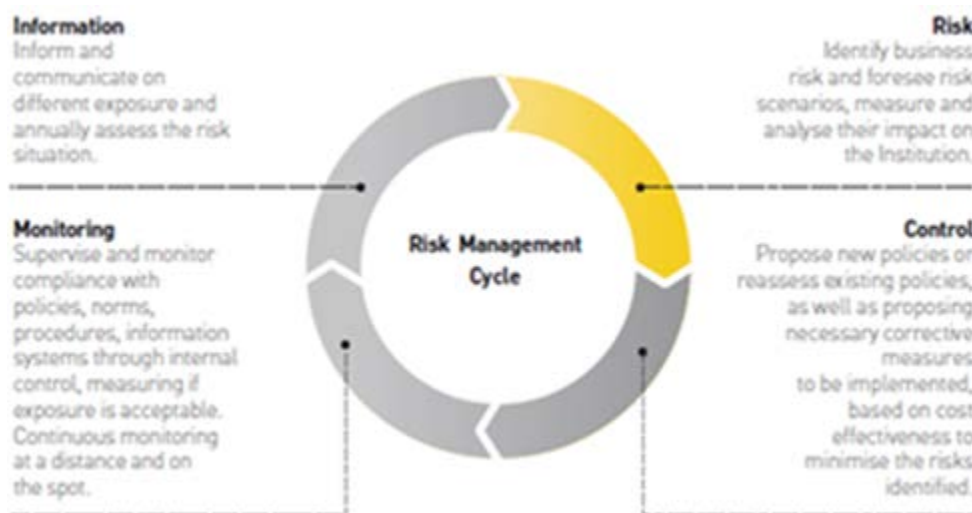 Information
Inform and
communicate on
different exposure and
annually assess the risk
situation.
Risk
Identify business
risk and foresee risk
scenarios, measure and
analyse their impact on
the Institution.
Risk Management
Cycle
Monitoring
Supervise and monitor
compliance with
policies, norms,
procedures, information
systems through internal
control, measuring if
exposure is acceptable.
Continuous monitoring
at a distance and on
the spot.
Control
Propose new policies or
reassess existing policies,
as well as proposing
necessary corrective
measures
to be implemented,
based on cost
effectiveness to
minimise the risks
identified.